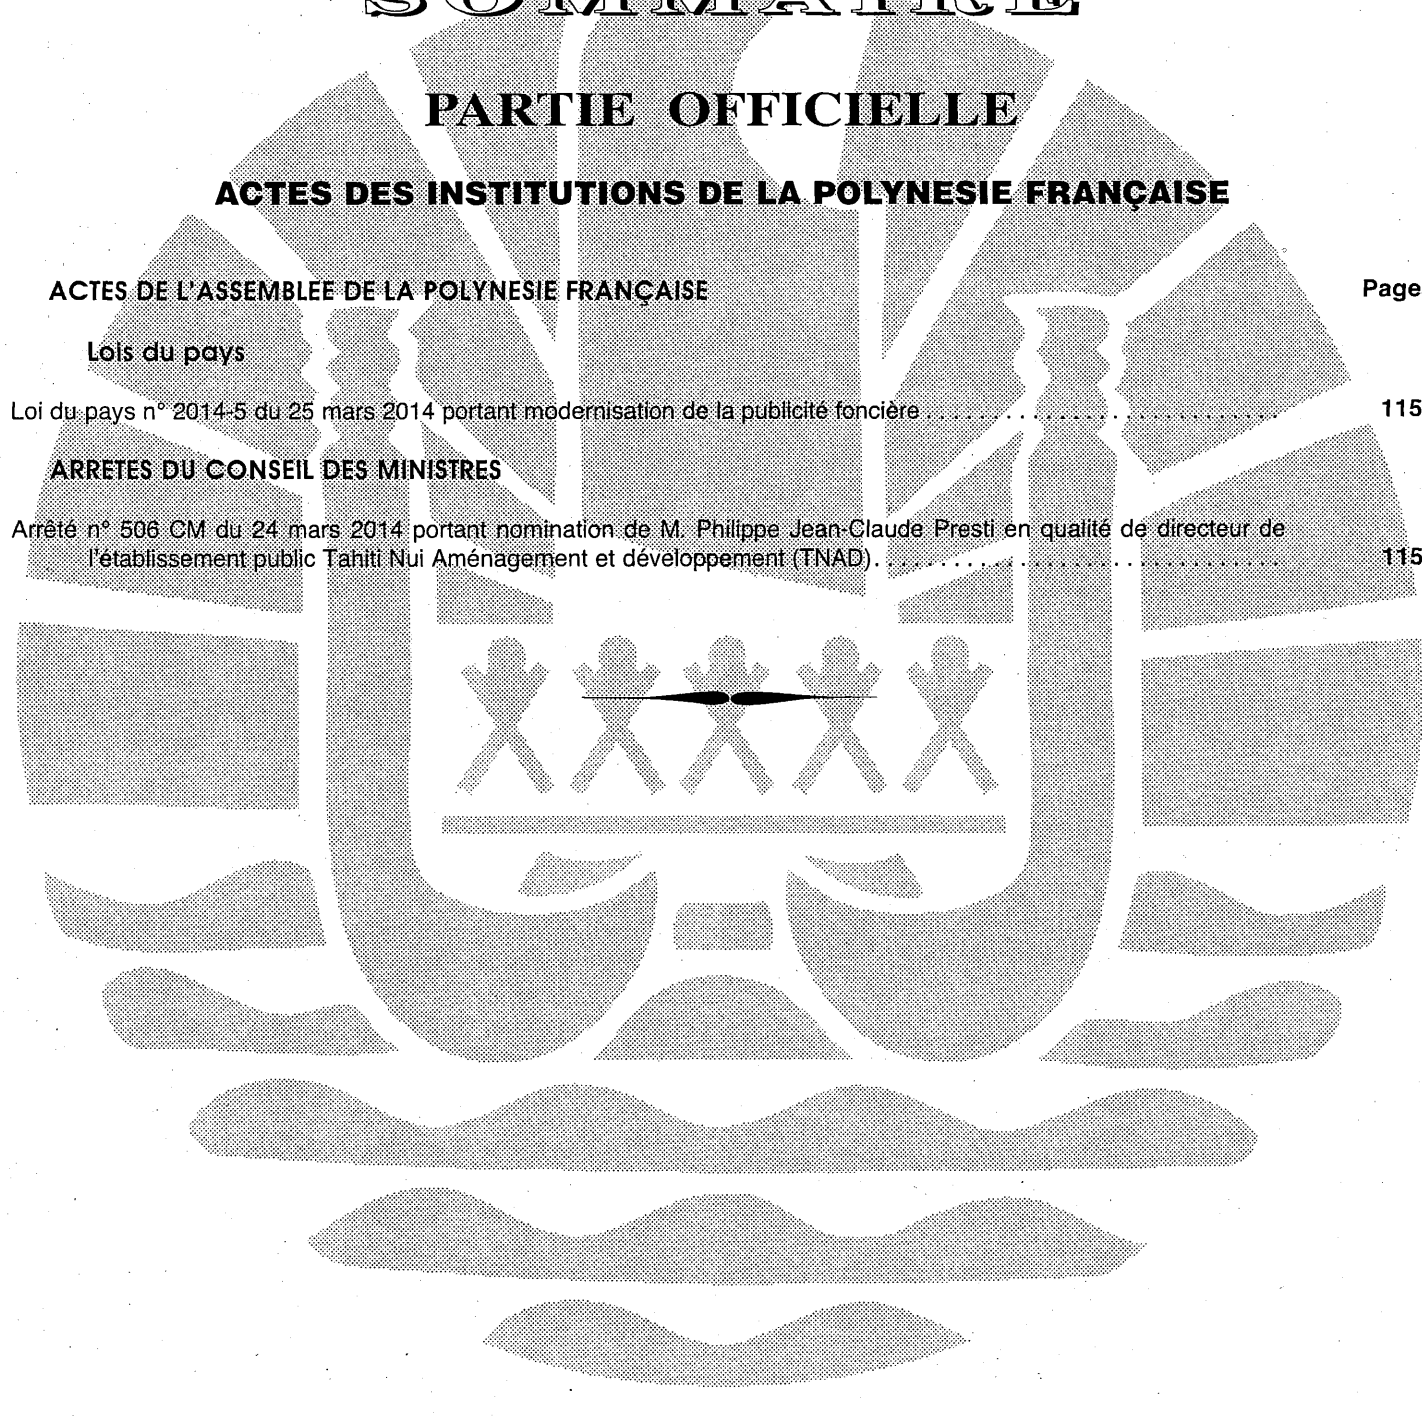 SOMMAIRE
PARTIE OFFICIELLE
ACTES DES INSTITUTIONS DE LA POLYNESIE FRANÇAISE
ACTES DE L'ASSEMBLEE DE LA POLYNESIE FRANÇAISE Page
Lois du pays
Loi du pays n° 2014-5 du 25 mars 2014 portant modernisation de la publicité foncière . . . . . . . . . . . . . . . . . . . . . . . . . . . 115
ARRETES DU CONSEIL DES MINISTRES
Arrêté n° 506 CM du 24 mars 2014 portant nomination de M. Philippe Jean-Claude Presti en qualité de directeur de
l'établissement public Tahiti Nui Aménagement et développement (TNAD). . . . . . . . . . . . . . . . . . . . . . . . . . . . . . . 115